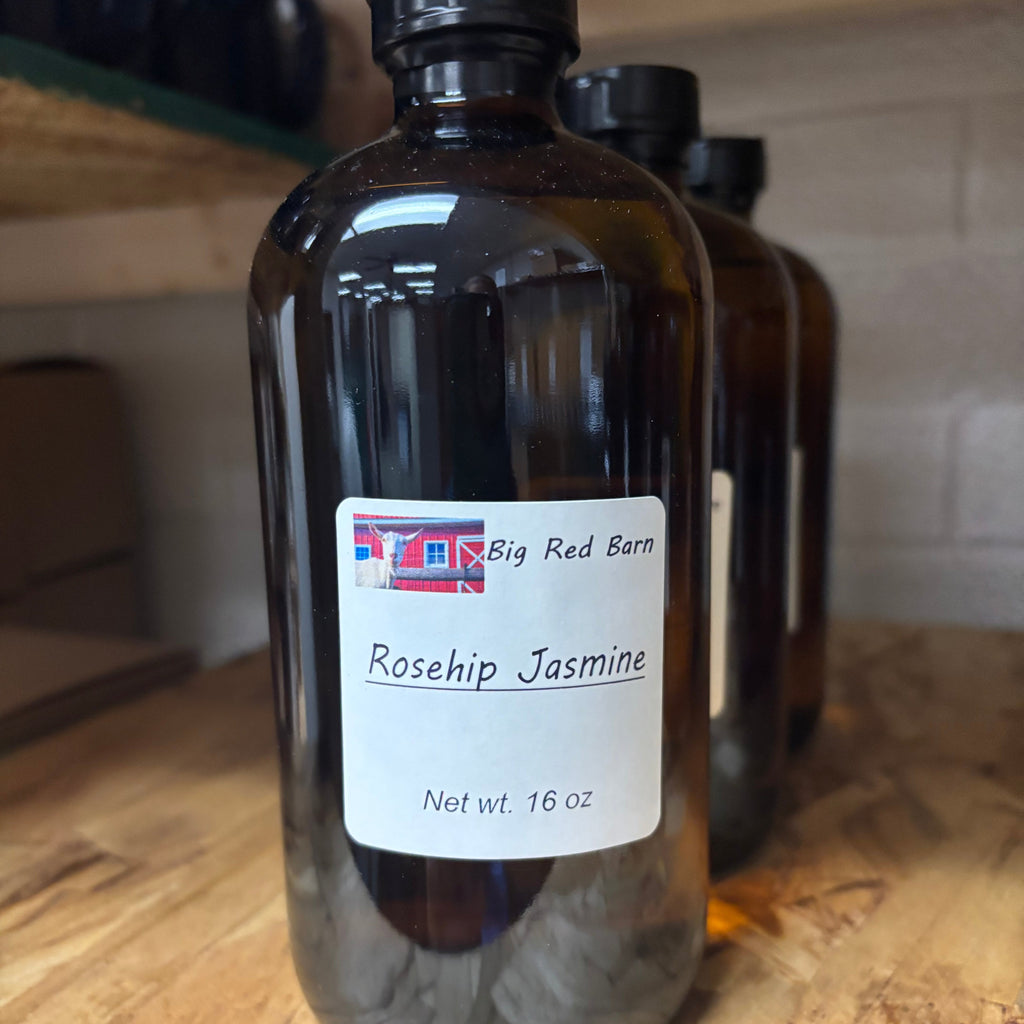 Big Red Barn
Rosehip Jasmine
Net wt. 16 oz